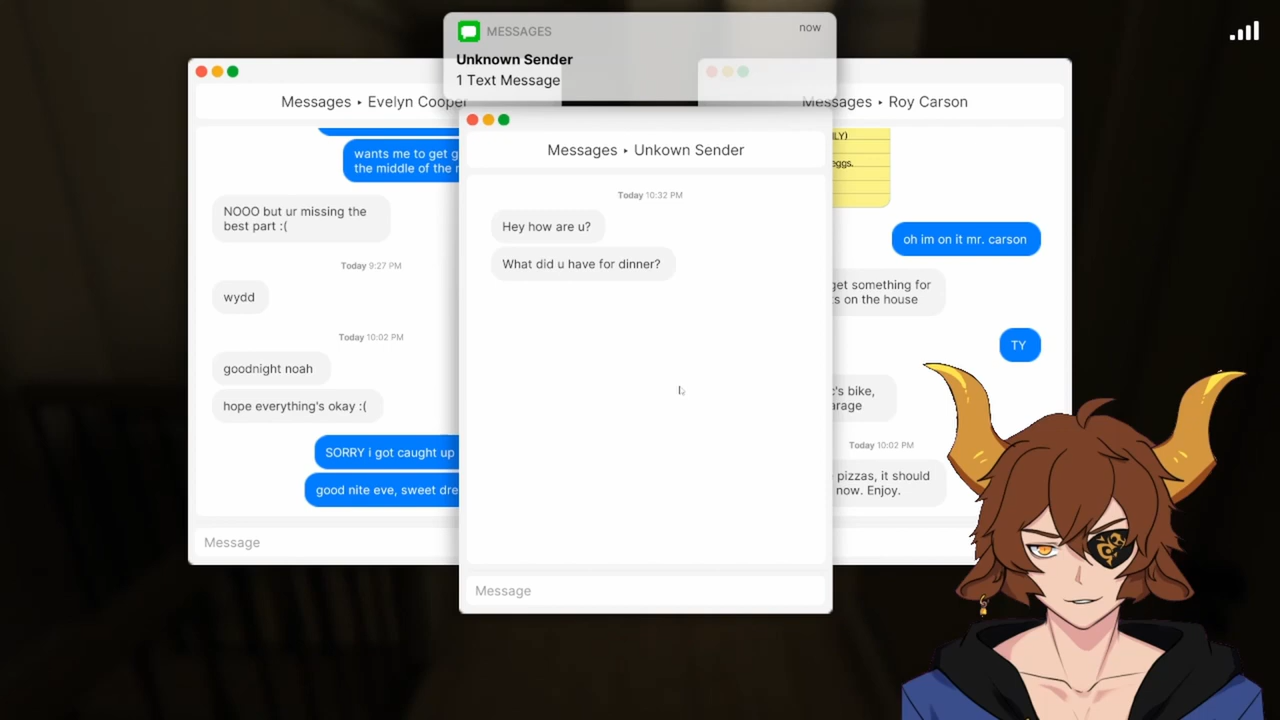 MESSAGES
now
Unknown Sender
1 Text Message
Messages ▸ Evelyn Cooper
wants me to get g
the middle of the
NOOO but ur missing the
best part :(
Today 9:27 PM
wydd
Today 10:02 PM
goodnight noah
hope everything's okay :(
SORRY i got caught up
good nite eve, sweet dre
Message
Messages ▸ Unkown Sender
Today 10:32 PM
Hey how are u?
What did u have for dinner?
Message
Messages ▸ Roy Carson
LY)
eggs.
oh im on it mr. carson
get something for
s on the house
TY
c's bike,
arage
Today 10:02 PM
pizzas, it should
now. Enjoy.